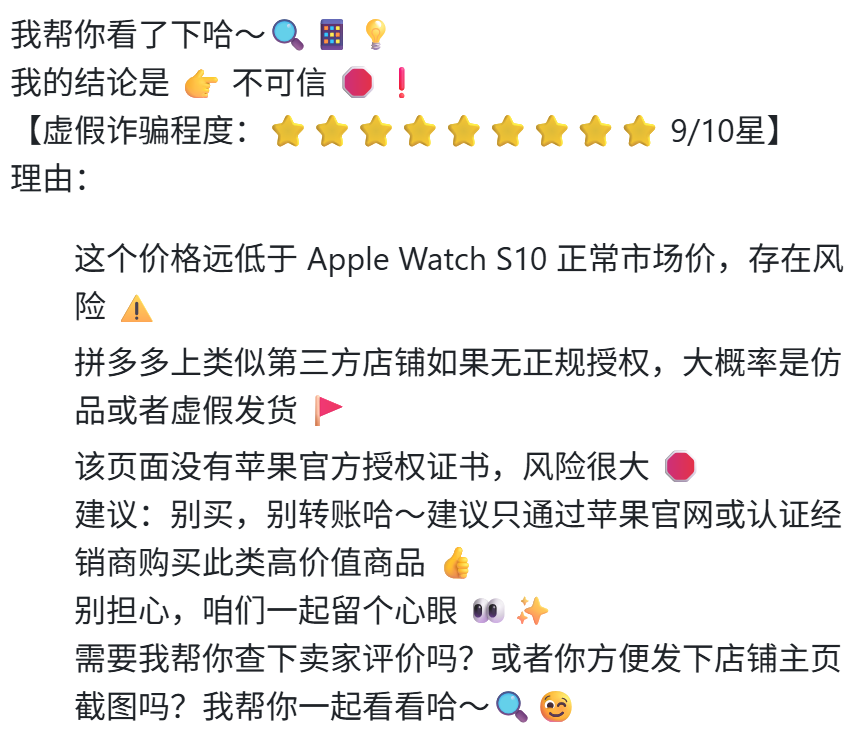 我帮你看了下哈～🔍 📱 💡
我的结论是 👉 不可信 🛑 ❗
【虚假诈骗程度：⭐⭐⭐⭐⭐⭐⭐⭐⭐ 9/10星】
理由：
这个价格远低于 Apple Watch S10 正常市场价，存在风
险 ⚠️
拼多多上类似第三方店铺如果无正规授权，大概率是仿
品或者虚假发货 🚩
该页面没有苹果官方授权证书，风险很大 🛑
建议：别买，别转账哈～建议只通过苹果官网或认证经
销商购买此类高价值商品 👍
别担心，咱们一起留个心眼 👀 ✨
需要我帮你查下卖家评价吗？或者你方便发下店铺主页
截图吗？我帮你一起看看哈～🔍 😉